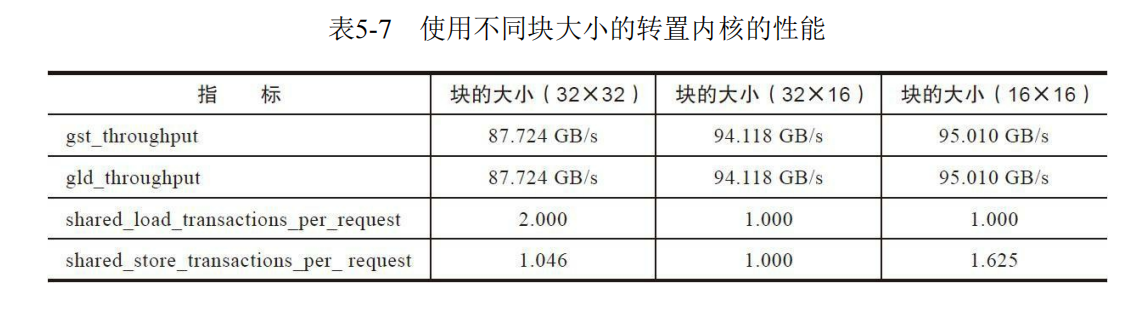 表5-7 使用不同块大小的转置内核的性能
指 标 块的大小（32×32） 块的大小（32×16） 块的大小（16×16）
gst_throughput 87.724 GB/s 94.118 GB/s 95.010 GB/s
gld_throughput 87.724 GB/s 94.118 GB/s 95.010 GB/s
shared_load_transactions_per_request 2.000 1.000 1.000
shared_store_transactions_per_ request 1.046 1.000 1.625